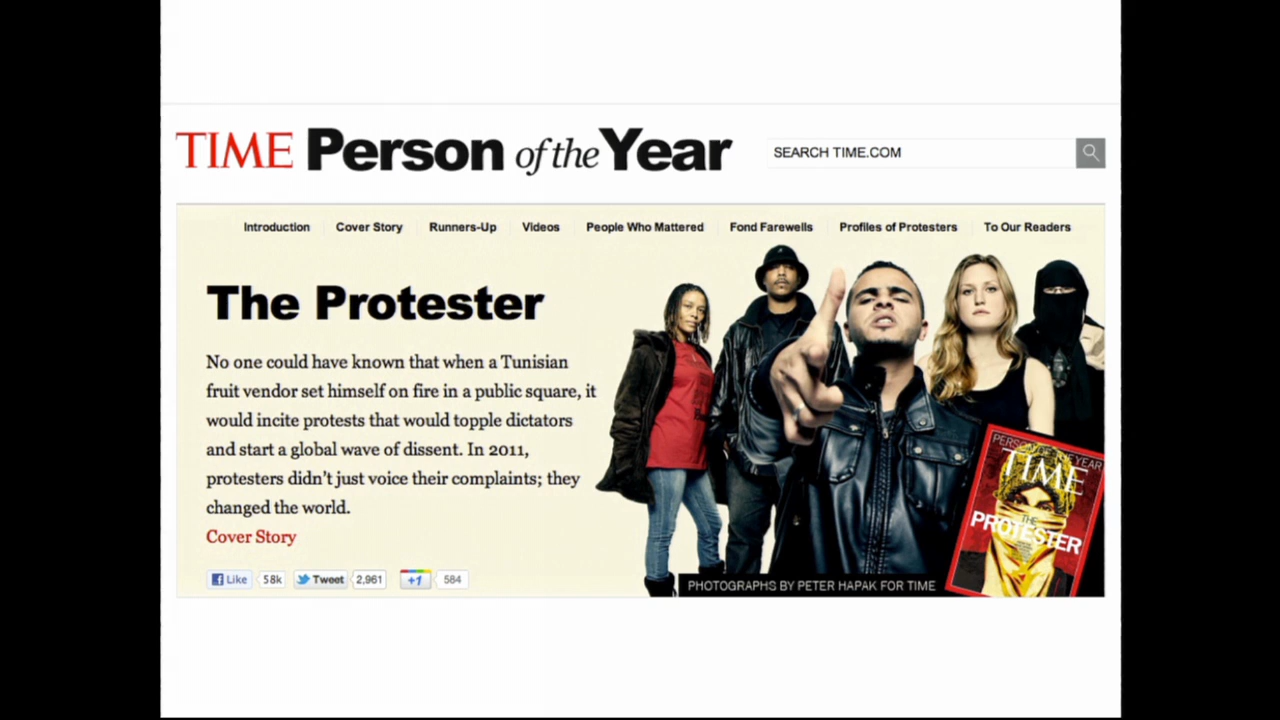 TIME Person of the Year
SEARCH TIME.COM
Introduction Cover Story Runners-Up Videos People Who Mattered Fond Farewells Profiles of Protesters To Our Readers
The Protester
No one could have known that when a Tunisian
fruit vendor set himself on fire in a public square, it
would incite protests that would topple dictators
and start a global wave of dissent. In 2011,
protesters didn't just voice their complaints; they
changed the world.
Cover Story
Like 58k Tweet 2,961 +1 584
PHOTOGRAPHS BY PETER HAPAK FOR TIME
PERSON OF THE YEAR
TIME
THE
PROTESTER